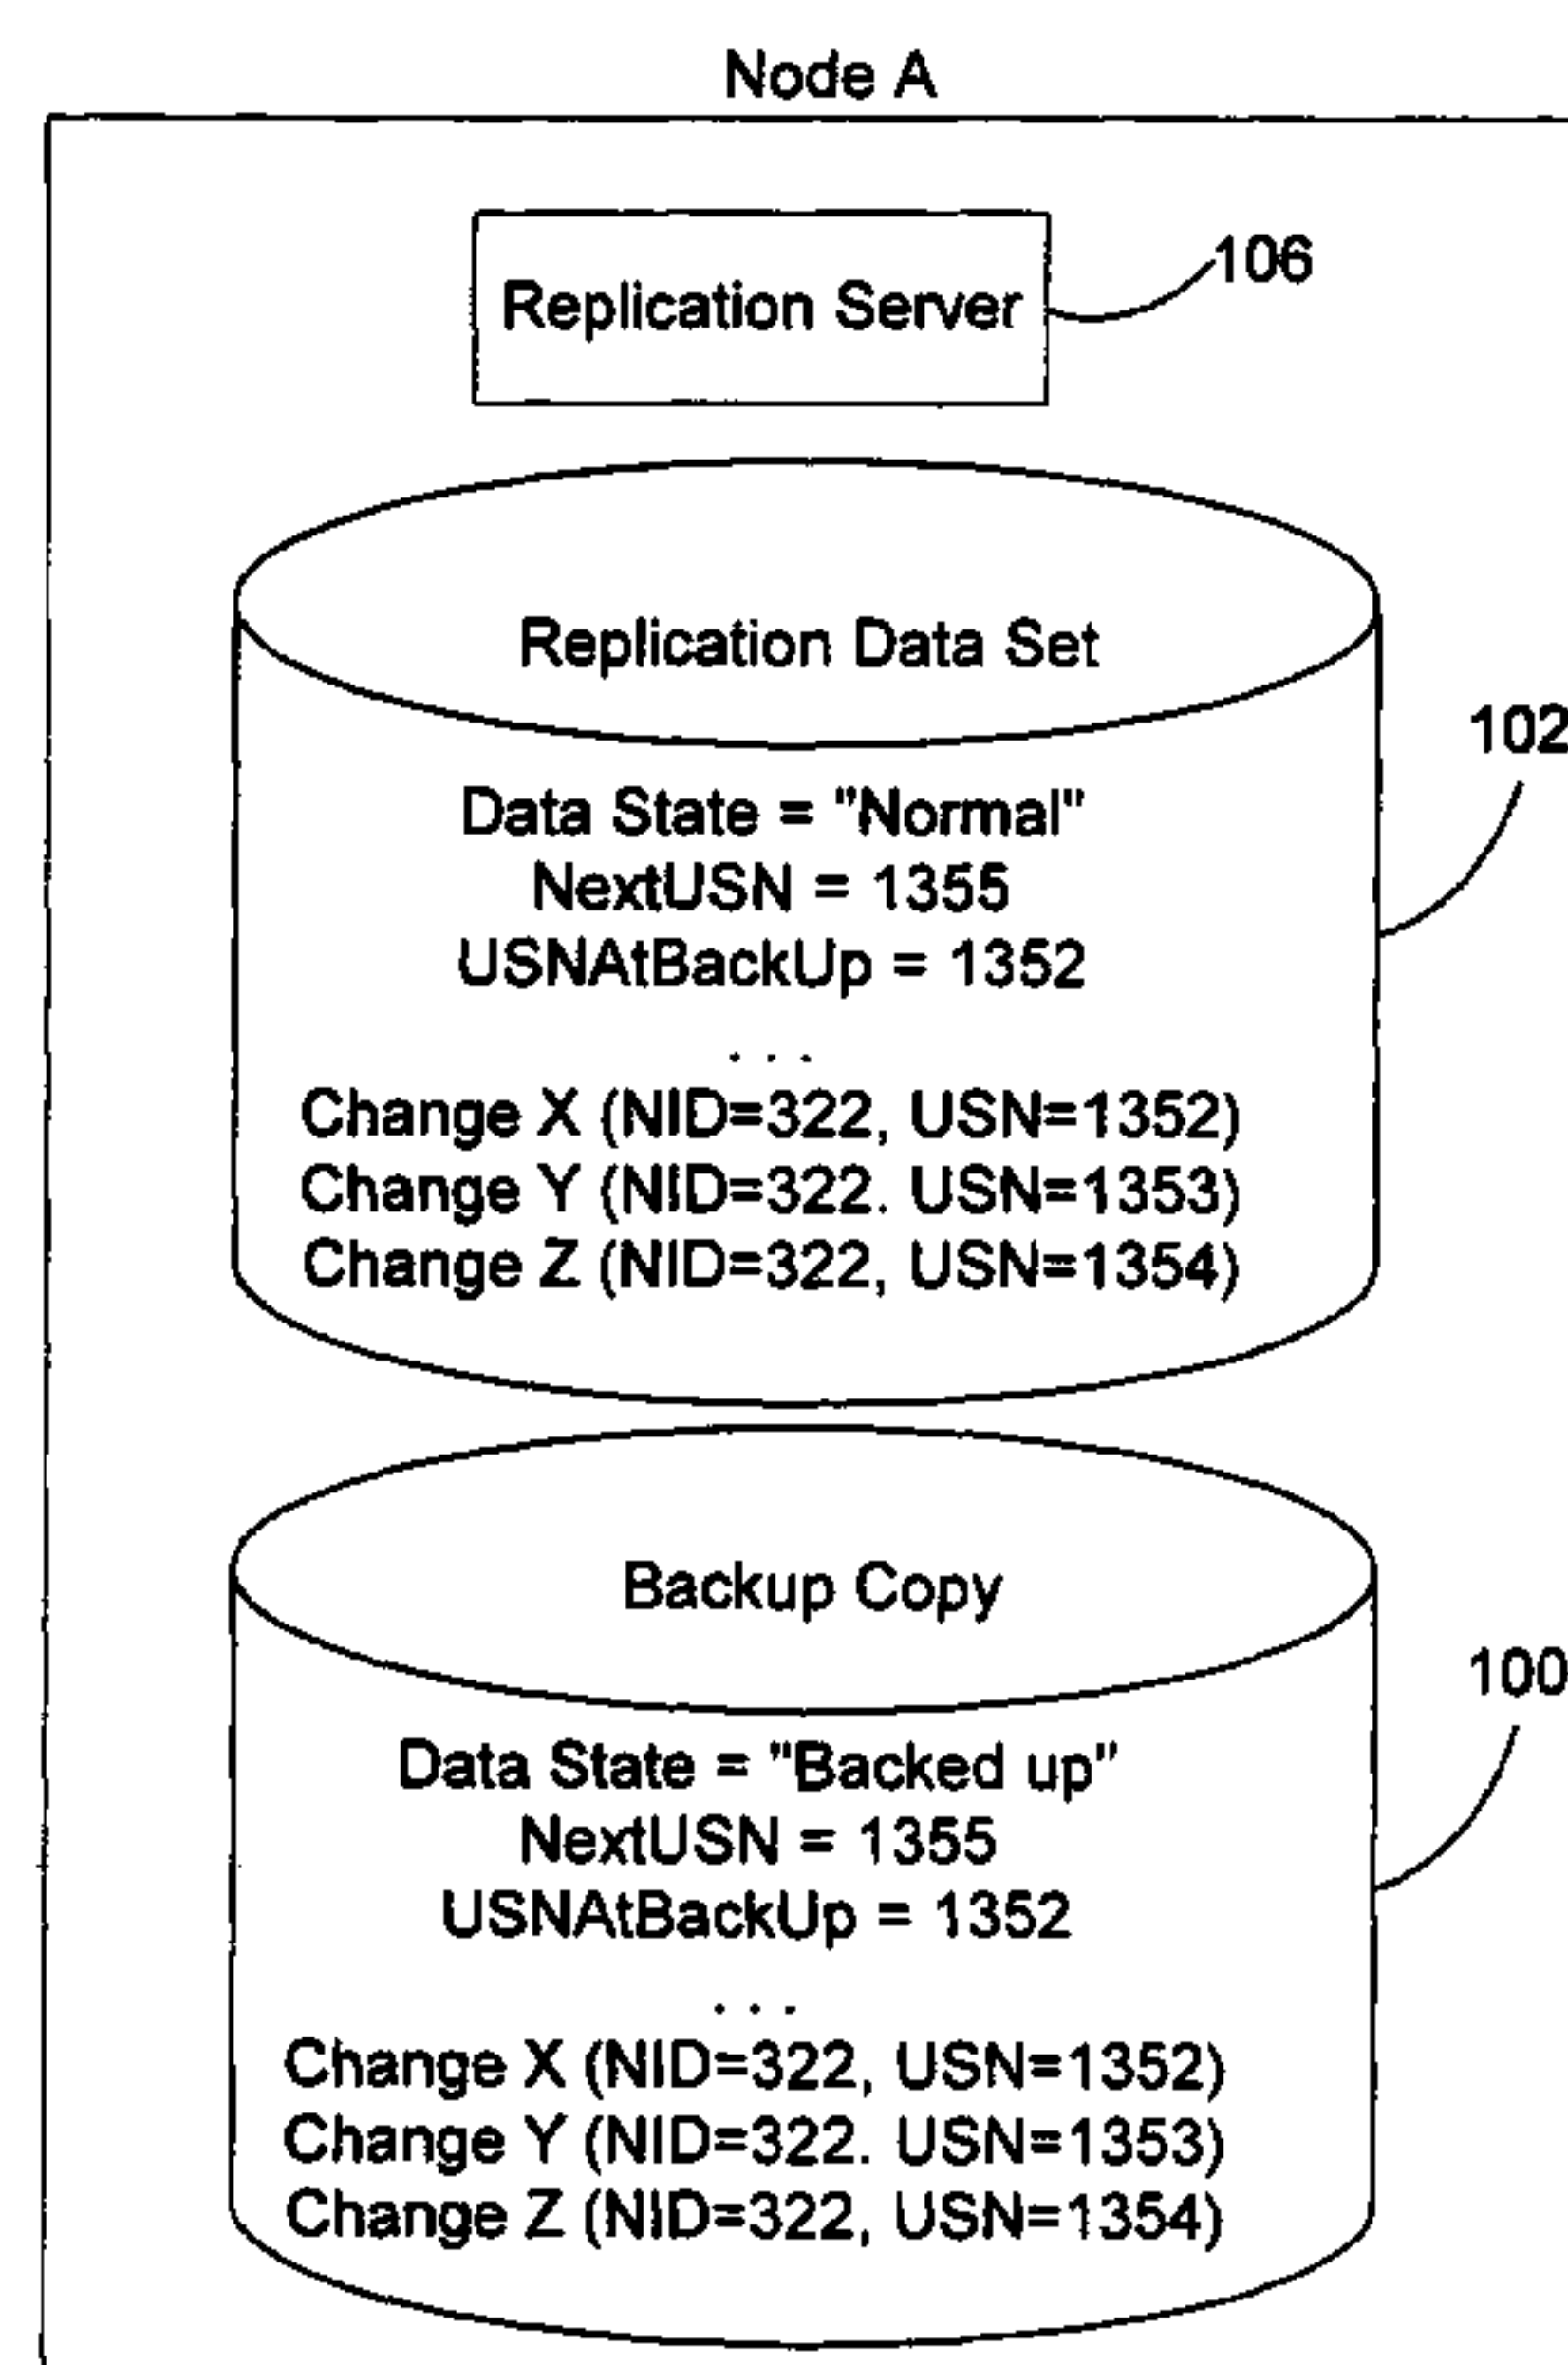 Node A
Replication Server
106
Replication Data Set
102
Data State = "Normal"
NextUSN = 1355
USNAtBackUp = 1352
. . .
Change X (NID=322, USN=1352)
Change Y (NID=322. USN=1353)
Change Z (NID=322, USN=1354)
Backup Copy
100
Data State = "Backed up"
NextUSN = 1355
USNAtBackUp = 1352
. . .
Change X (NID=322, USN=1352)
Change Y (NID=322. USN=1353)
Change Z (NID=322, USN=1354)